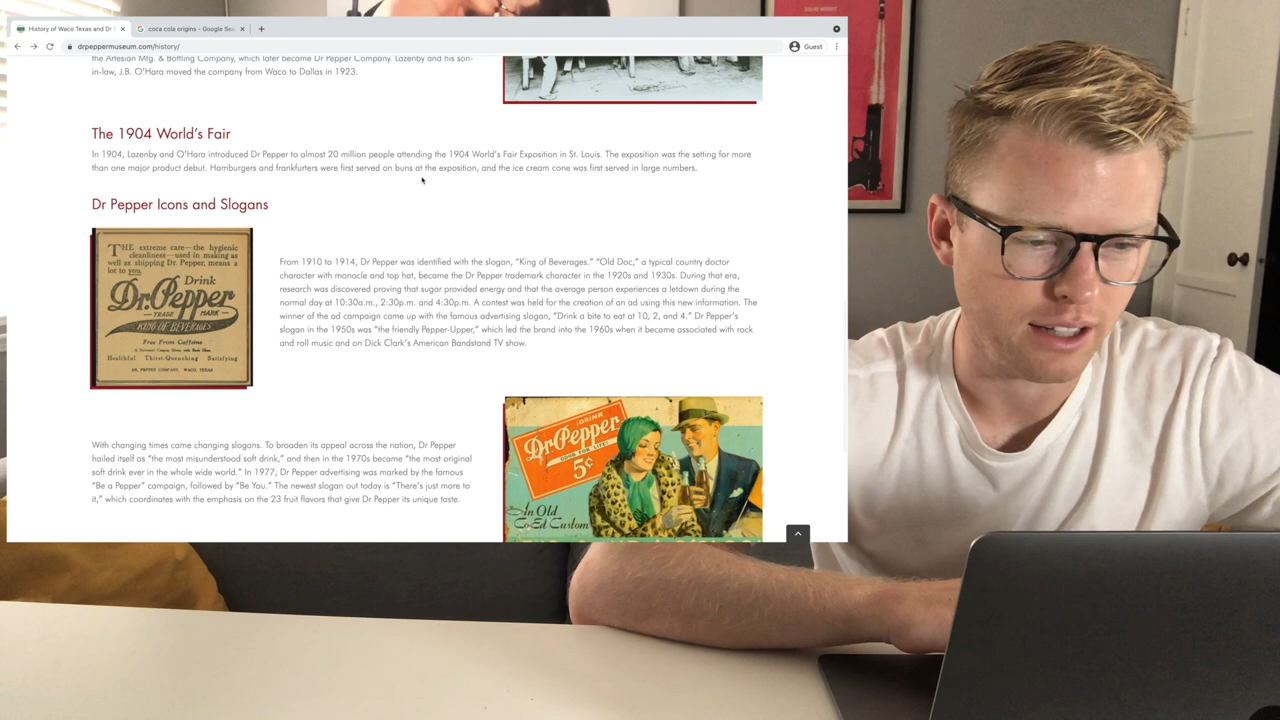 History of Waco Texas and Dr
coca cola origins - Google Sea
drpeppermuseum.com/history/
Guest
the Artesian Mfg. & Bottling Company, which later became Dr Pepper Company. Lazenby and his son-
in-law, J.B. O'Hara moved the company from Waco to Dallas in 1923.
The 1904 World's Fair
In 1904, Lazenby and O'Hara introduced Dr Pepper to almost 20 million people attending the 1904 World's Fair Exposition in St. Louis. The exposition was the setting for more
than one major product debut. Hamburgers and frankfurters were first served on buns at the exposition, and the ice cream cone was first served in large numbers.
Dr Pepper Icons and Slogans
THE extreme care—the hygienic
cleanliness—used in making as
well as shipping Dr. Pepper, means a
lot to you.
Drink
Dr. Pepper
TRADE MARK
KING OF BEVERAGES
Free From Caffeine
Healthful Thirst-Quenching Satisfying
DR. PEPPER COMPANY, WACO, TEXAS
From 1910 to 1914, Dr Pepper was identified with the slogan, "King of Beverages." "Old Doc," a typical country doctor
character with monocle and top hat, became the Dr Pepper trademark character in the 1920s and 1930s. During that era,
research was discovered proving that sugar provided energy and that the average person experiences a letdown during the
normal day at 10:30a.m., 2:30p.m. and 4:30p.m. A contest was held for the creation of an ad using this new information. The
winner of the ad campaign came up with the famous advertising slogan, "Drink a bite to eat at 10, 2, and 4." Dr Pepper's
slogan in the 1950s was "the friendly Pepper-Upper," which led the brand into the 1960s when it became associated with rock
and roll music and on Dick Clark's American Bandstand TV show.
With changing times came changing slogans. To broaden its appeal across the nation, Dr Pepper
hailed itself as "the most misunderstood soft drink," and then in the 1970s became "the most original
soft drink ever in the whole wide world." In 1977, Dr Pepper advertising was marked by the famous
"Be a Pepper" campaign, followed by "Be You." The newest slogan out today is "There's just more to
it," which coordinates with the emphasis on the 23 fruit flavors that give Dr Pepper its unique taste.
DRINK
Dr. Pepper
GOOD FOR LIFE!
5¢
An Old
Co-Ed Custom